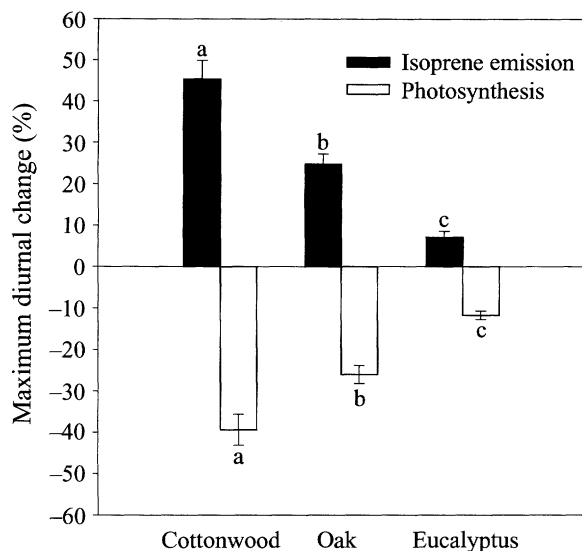 Maximum diurnal change (%)
60
50
40
30
20
10
0
–10
–20
–30
–40
–50
–60
Isoprene emission
Photosynthesis
a
b
c
a
b
c
Cottonwood Oak Eucalyptus